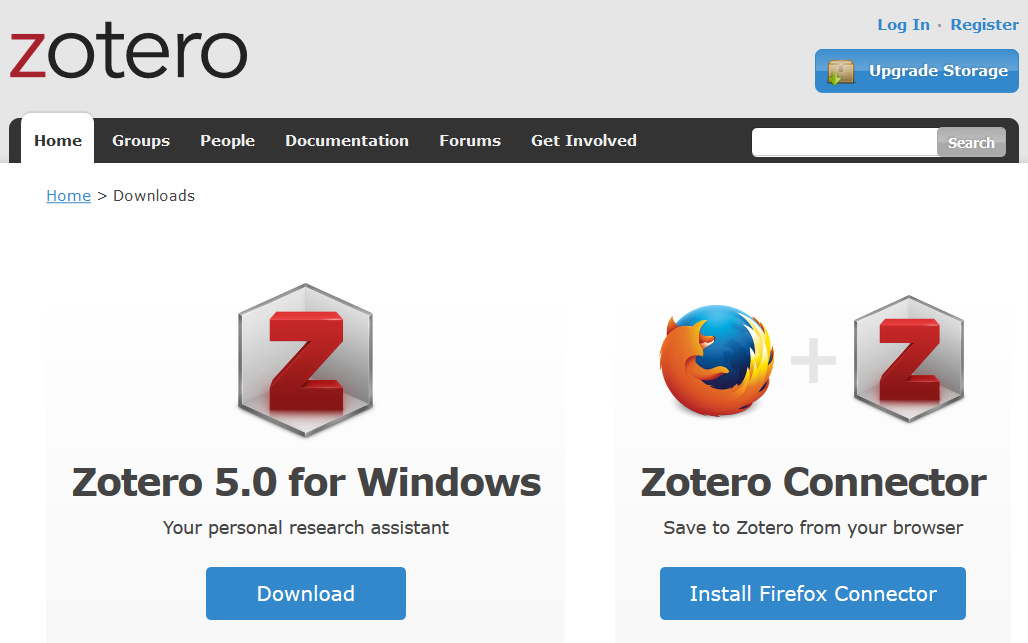 zotero
Log In · Register
Upgrade Storage
Home Groups People Documentation Forums Get Involved Search
Home > Downloads
Z
Z
Zotero 5.0 for Windows
Your personal research assistant
Download
Zotero Connector
Save to Zotero from your browser
Install Firefox Connector